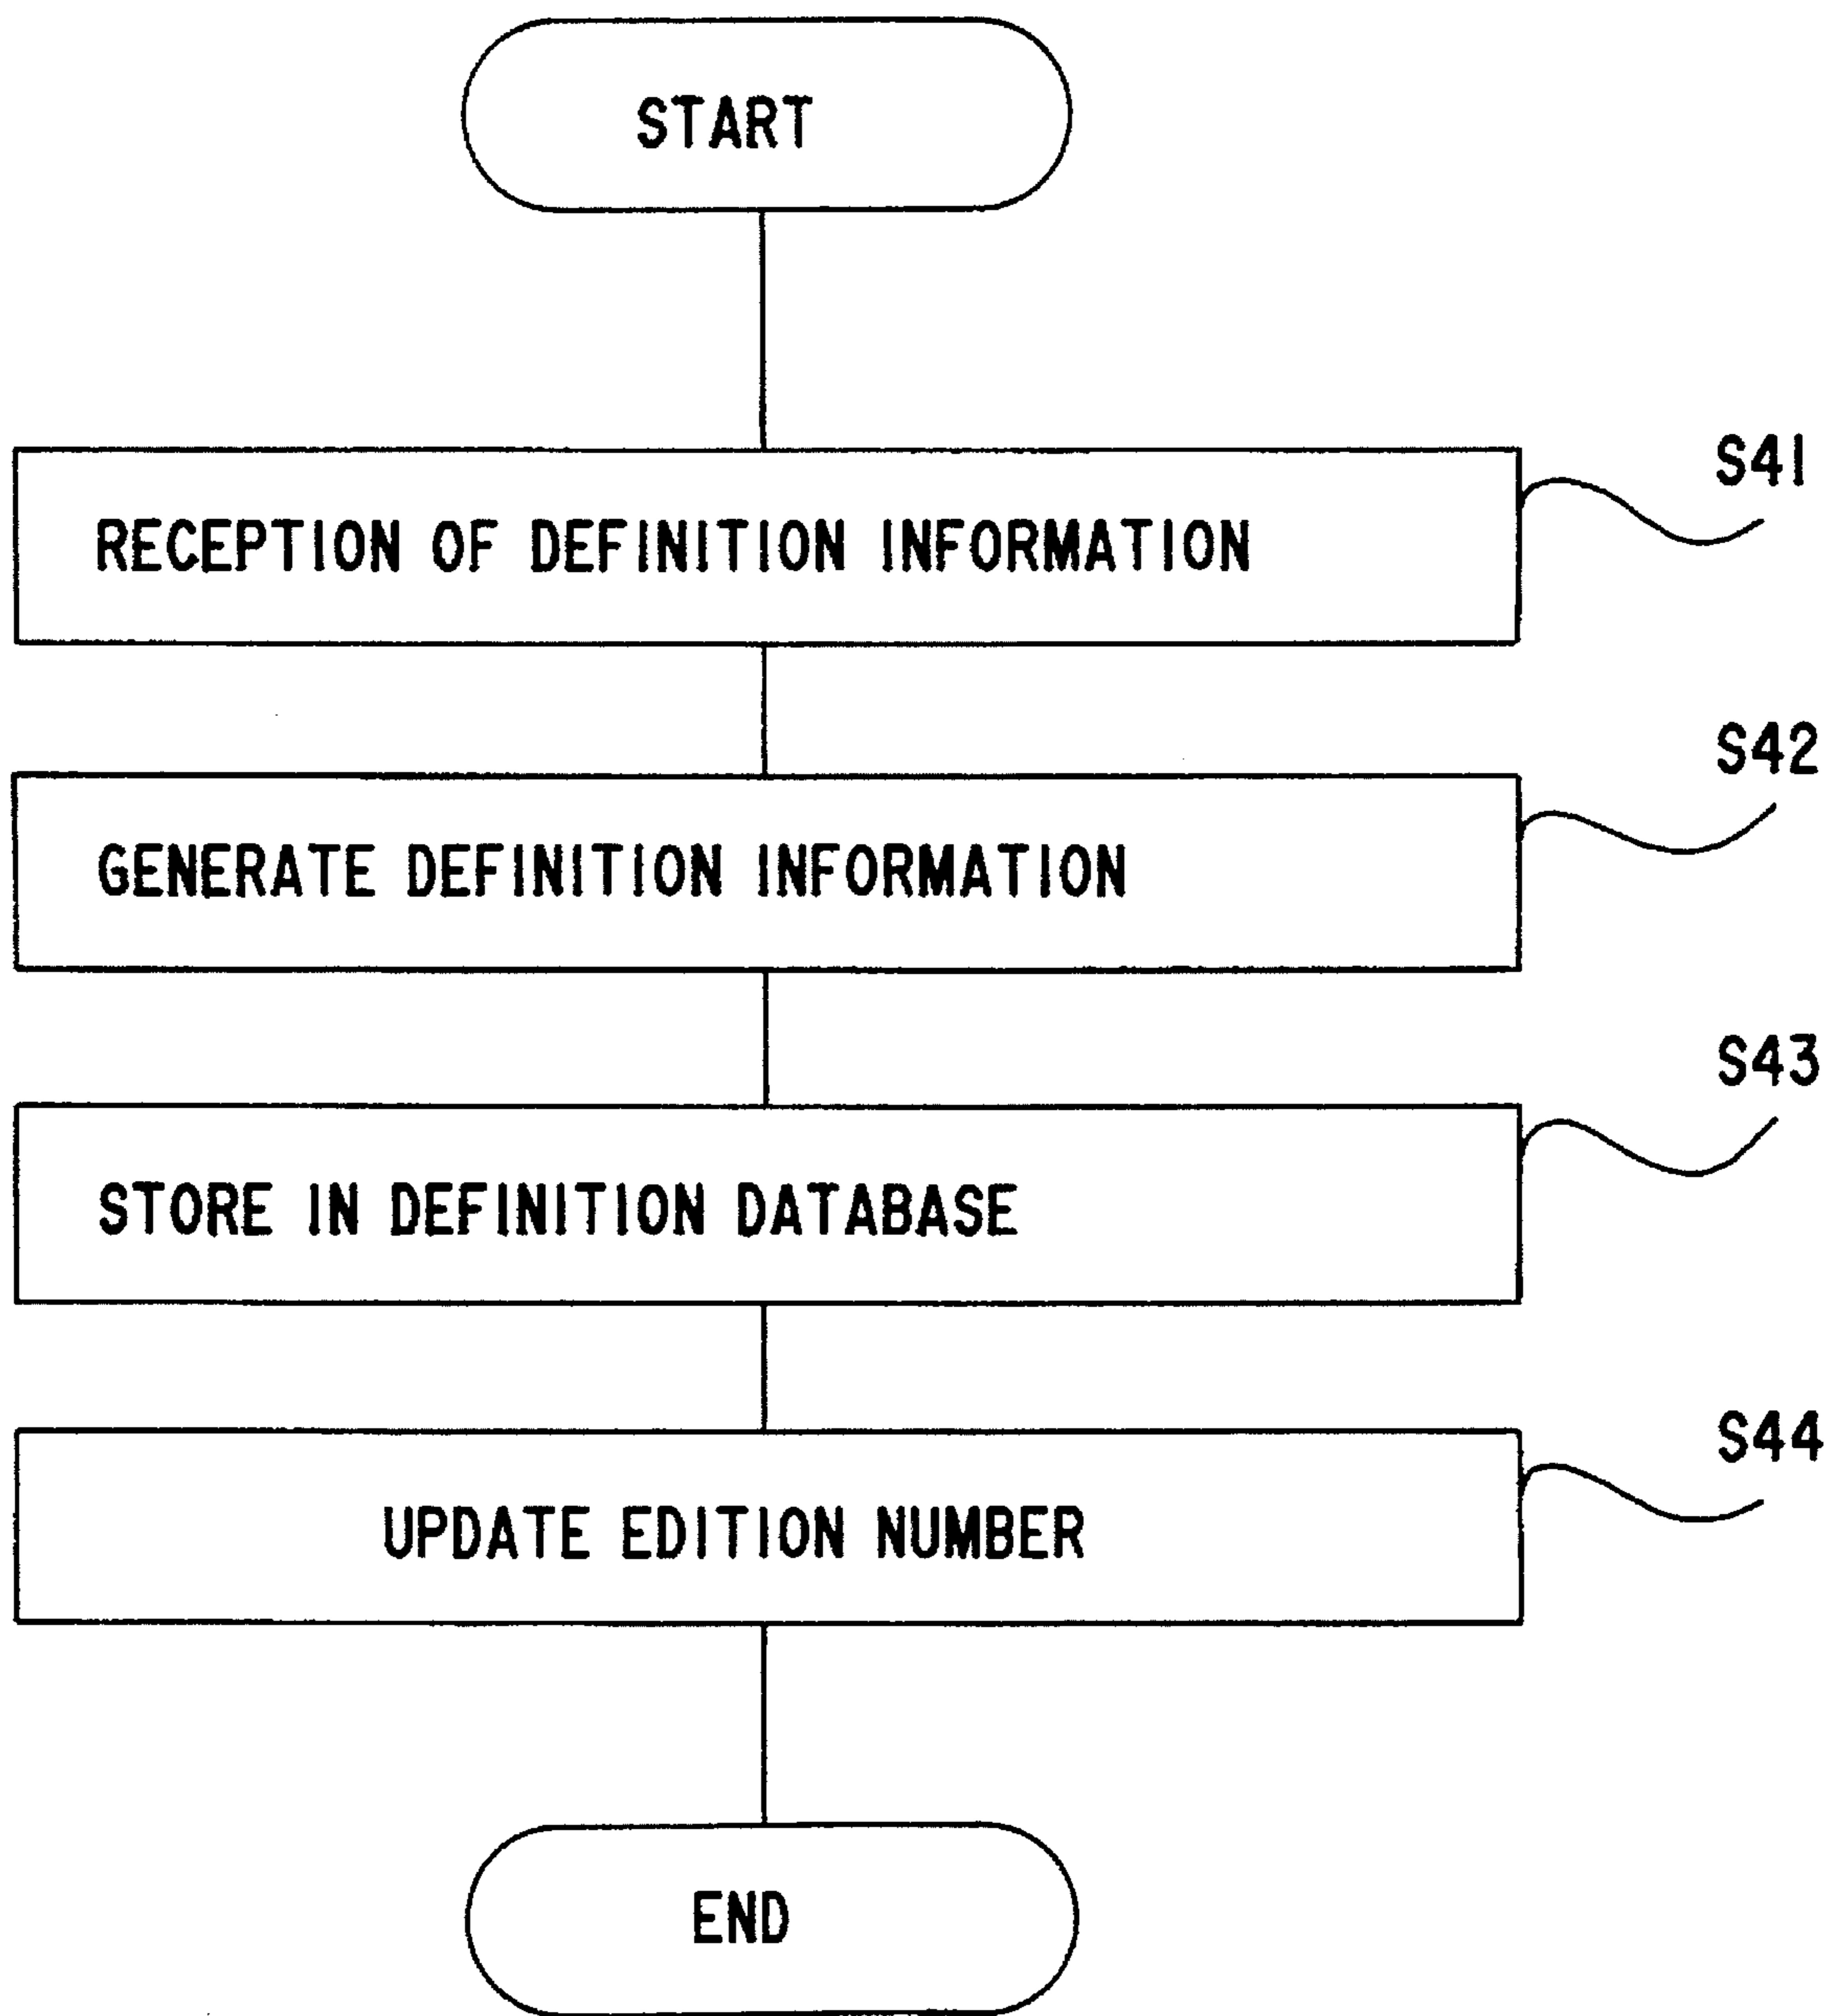 START
S41
RECEPTION OF DEFINITION INFORMATION
S42
GENERATE DEFINITION INFORMATION
S43
STORE IN DEFINITION DATABASE
S44
UPDATE EDITION NUMBER
END